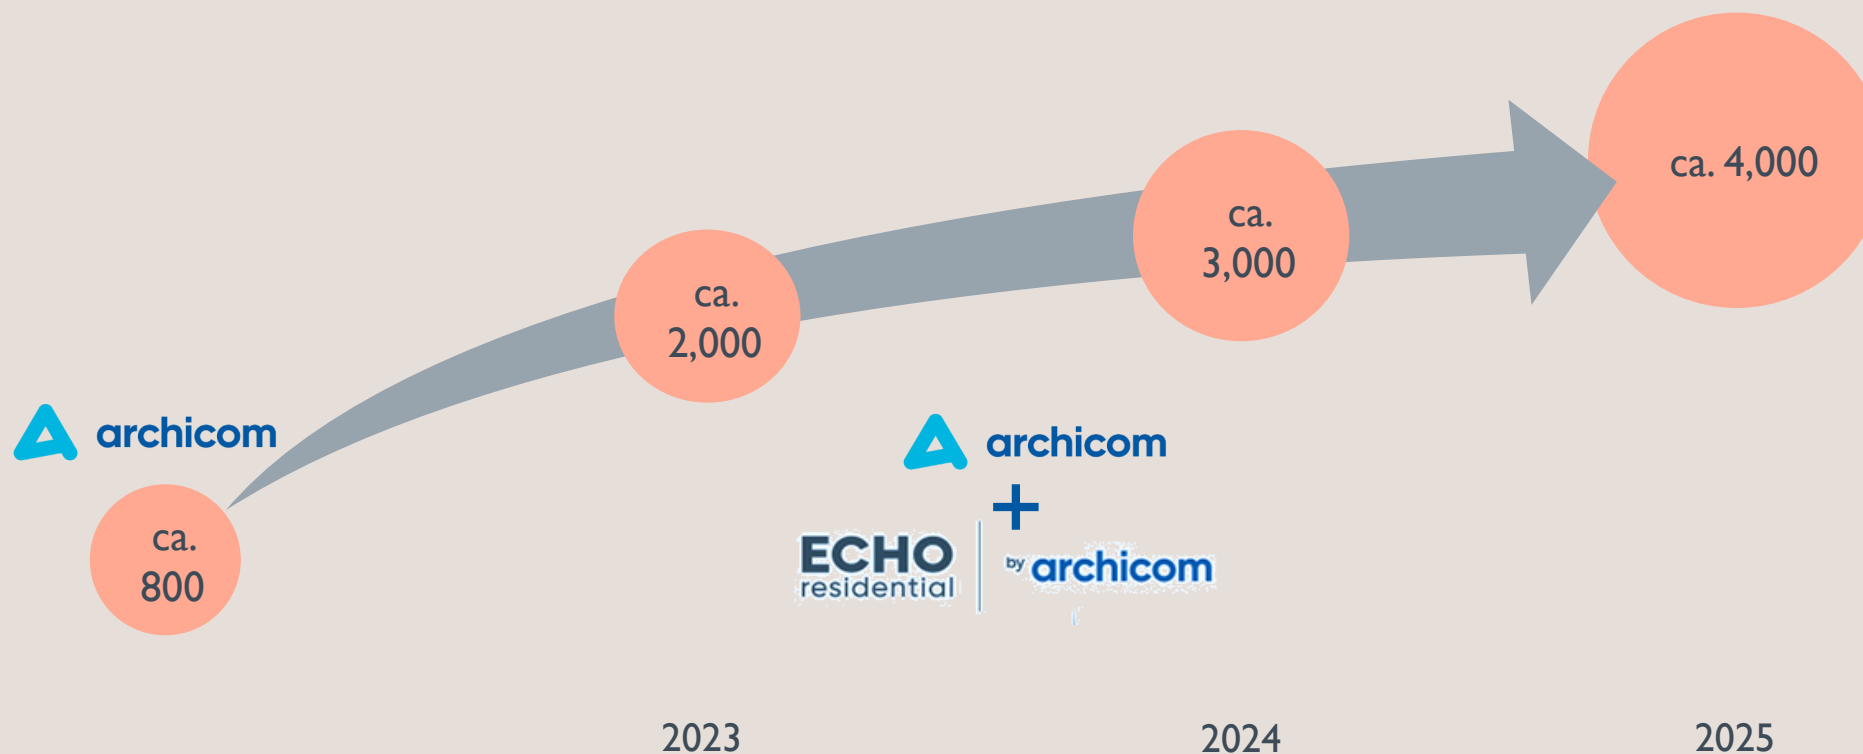 archicom
ca.
800
ca.
2,000
ca.
3,000
ca. 4,000
archicom
+
ECHO
residential
by archicom
2023
2024
2025